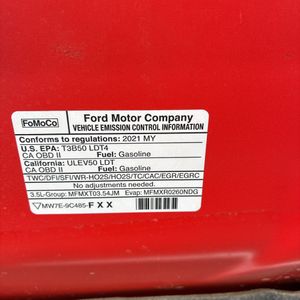 FoMoCo
Ford Motor Company
VEHICLE EMISSION CONTROL INFORMATION
Conforms to regulations: 2021 MY
U.S. EPA: T3B50 LDT4
CA OBD II Fuel: Gasoline
California: ULEV50 LDT
CA OBD II Fuel: Gasoline
No adjustments needed.
TWC/DFI/SFI/WR-HO2S/HO2S/TC/CAC/EGR/EGRC
3.5L-Group: MFMXT03.54JM Evap: MFMXR0260NDG
MW7E-9C485-FXX